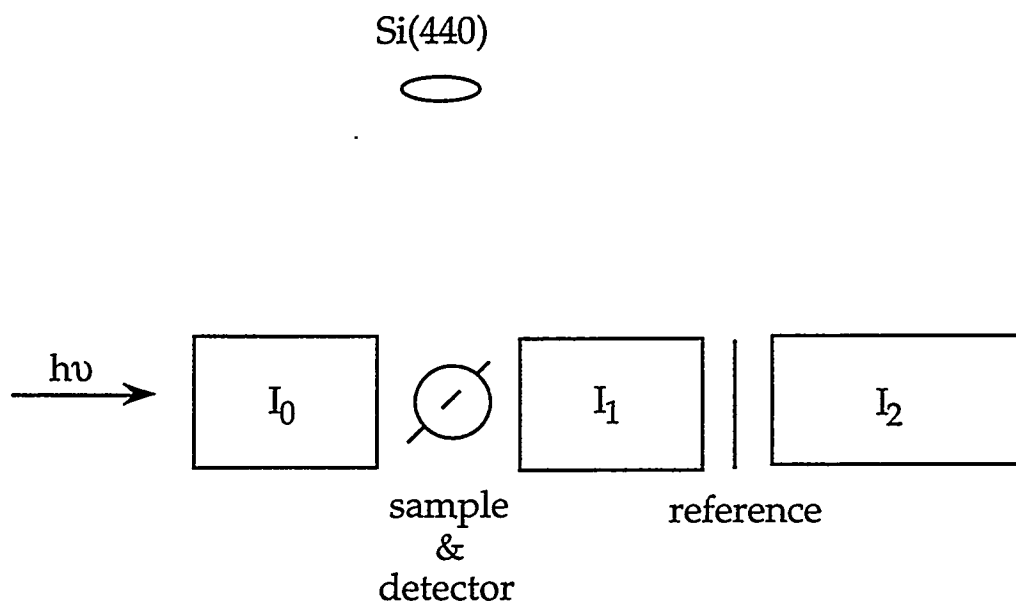 Si(440)
hυ
I₀
I₁
I₂
sample
&
detector
reference